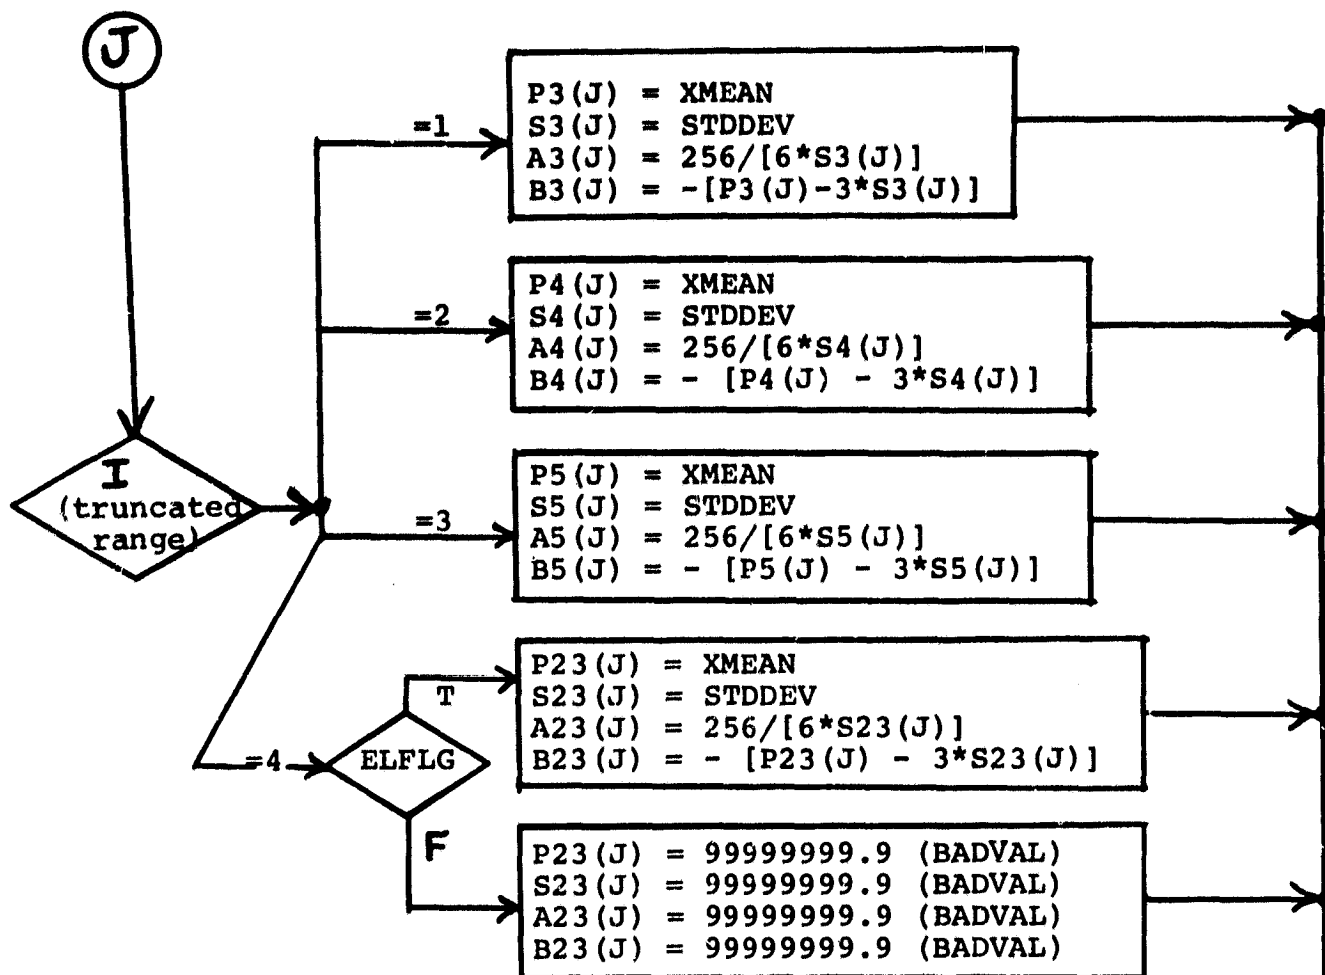 J
=1
P3(J) = XMEAN
S3(J) = STDDEV
A3(J) = 256/[6*S3(J)]
B3(J) = -[P3(J)-3*S3(J)]
=2
P4(J) = XMEAN
S4(J) = STDDEV
A4(J) = 256/[6*S4(J)]
B4(J) = - [P4(J) - 3*S4(J)]
I
(truncated
range)
=3
P5(J) = XMEAN
S5(J) = STDDEV
A5(J) = 256/[6*S5(J)]
B5(J) = - [P5(J) - 3*S5(J)]
=4
ELFLG
T
P23(J) = XMEAN
S23(J) = STDDEV
A23(J) = 256/[6*S23(J)]
B23(J) = - [P23(J) - 3*S23(J)]
F
P23(J) = 99999999.9 (BADVAL)
S23(J) = 99999999.9 (BADVAL)
A23(J) = 99999999.9 (BADVAL)
B23(J) = 99999999.9 (BADVAL)